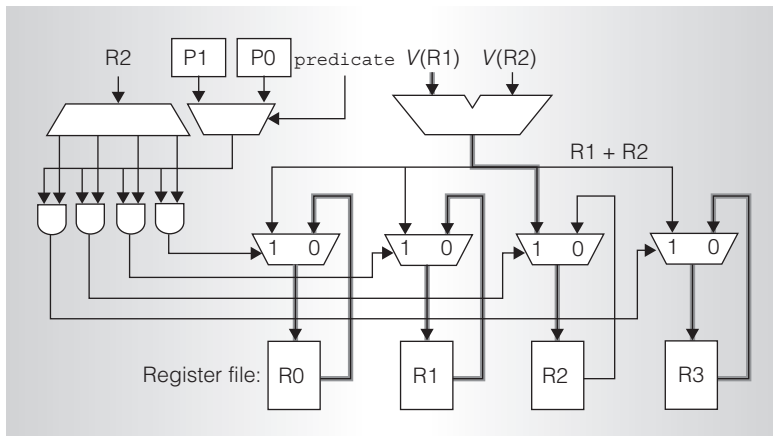 R2 P1 P0 predicate V(R1) V(R2)
R1 + R2
1 0 1 0 1 0 1 0
Register file: R0 R1 R2 R3